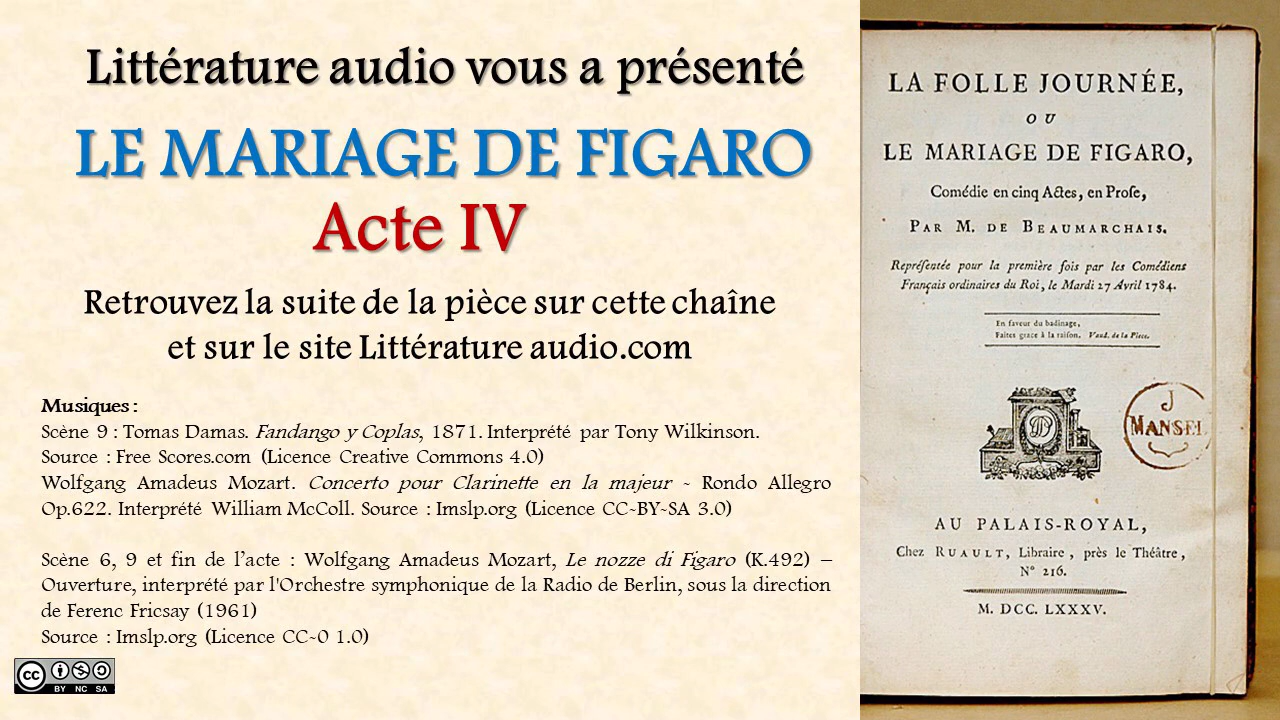 Littérature audio vous a présenté
LE MARIAGE DE FIGARO
Acte IV
Retrouvez la suite de la pièce sur cette chaîne
et sur le site Littérature audio.com
Musiques :
Scène 9 : Tomas Damas. Fandango y Coplas, 1871. Interprété par Tony Wilkinson.
Source : Free Scores.com (Licence Creative Commons 4.0)
Wolfgang Amadeus Mozart. Concerto pour Clarinette en la majeur - Rondo Allegro
Op.622. Interprété William McColl. Source : Imslp.org (Licence CC-BY-SA 3.0)
Scène 6, 9 et fin de l’acte : Wolfgang Amadeus Mozart, Le nozze di Figaro (K.492) –
Ouverture, interprété par l'Orchestre symphonique de la Radio de Berlin, sous la direction
de Ferenc Fricsay (1961)
Source : Imslp.org (Licence CC-0 1.0)
cc
BY NC SA
LA FOLLE JOURNÉE,
OU
LE MARIAGE DE FIGARO,
Comédie en cinq Actes, en Proſe,
PAR M. DE BEAUMARCHAIS.
Repréſentée pour la première fois par les Comédiens
Français ordinaires du Roi, le Mardi 27 Avril 1784.
En faveur du badinage,
Faites grace à la raiſon. Vaud. de la Piece.
J
MANSEL
AU PALAIS-ROYAL,
Chez RUAULT, Libraire, près le Théâtre,
N° 216.
M. DCC. LXXXV.